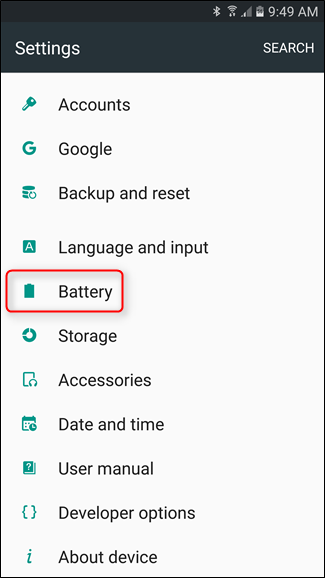 9:49 AM
Settings SEARCH
Accounts
Google
Backup and reset
Language and input
Battery
Storage
Accessories
Date and time
User manual
Developer options
About device